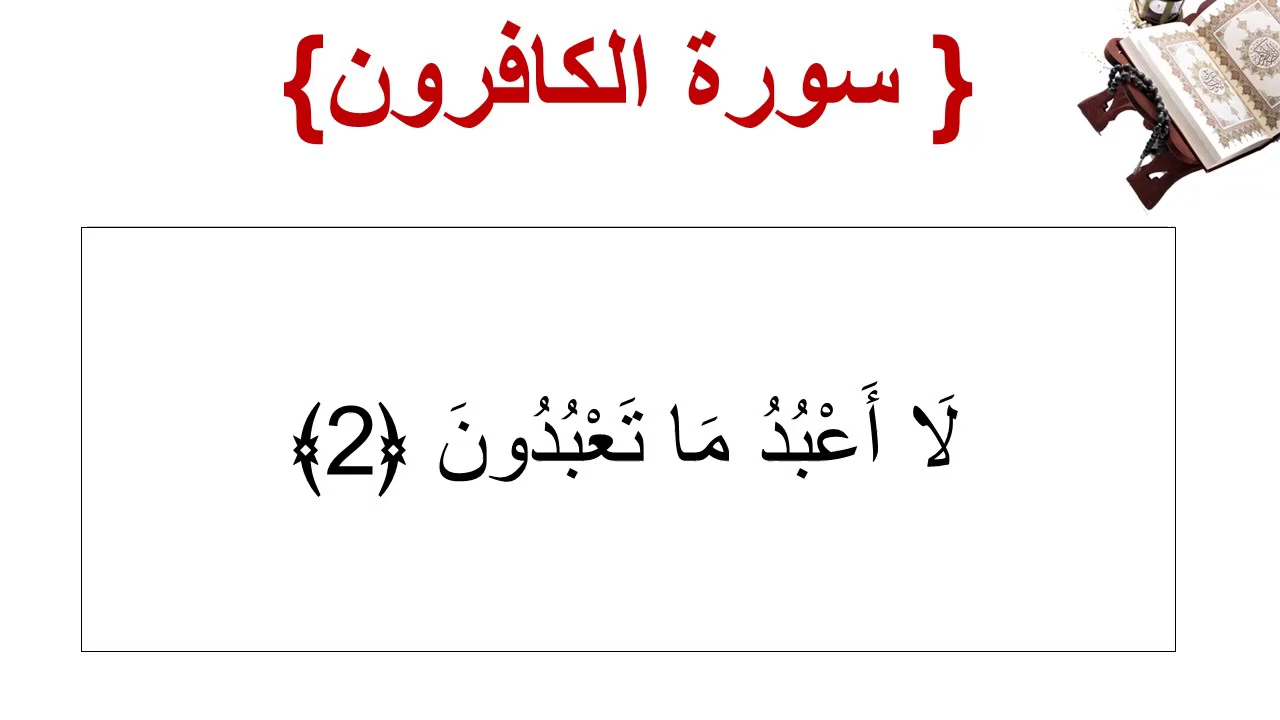 { سورة الكافرون}
لَا أَعْبُدُ مَا تَعْبُدُونَ ﴿2﴾